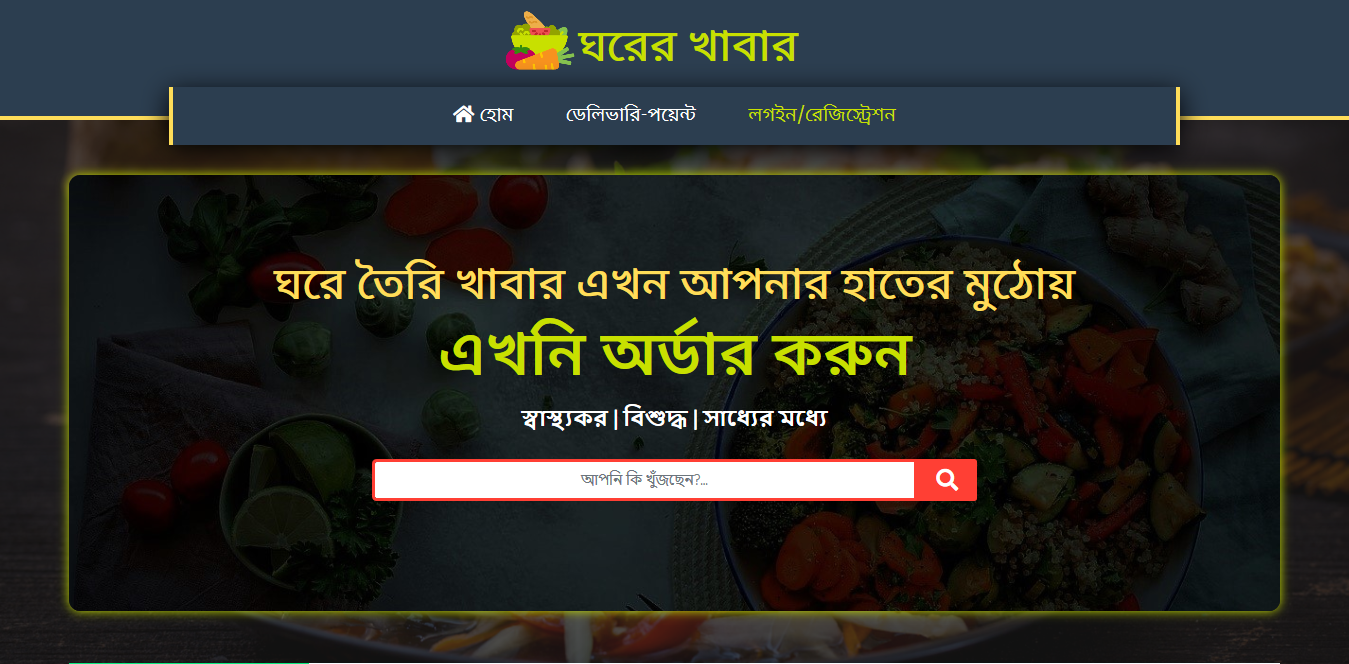 ঘরের খাবার
হোম ডেলিভারি-পয়েন্ট লগইন/রেজিস্ট্রেশন
ঘরে তৈরি খাবার এখন আপনার হাতের মুঠোয়
এখনি অর্ডার করুন
স্বাস্থ্যকর | বিশুদ্ধ | সাধ্যের মধ্যে
আপনি কি খুঁজছেন?...